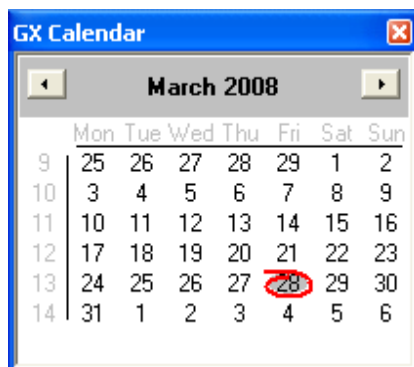 GX Calendar
March 2008
Mon Tue Wed Thu Fri Sat Sun
9 25 26 27 28 29 1 2
10 3 4 5 6 7 8 9
11 10 11 12 13 14 15 16
12 17 18 19 20 21 22 23
13 24 25 26 27 28 29 30
14 31 1 2 3 4 5 6